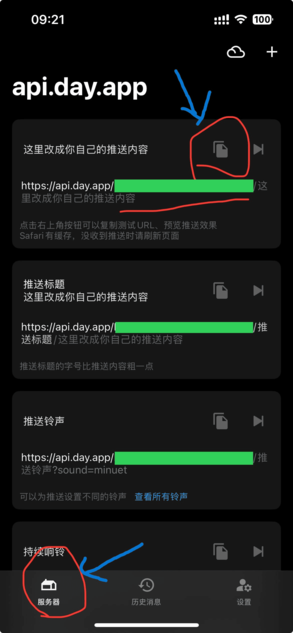 09:21
100
api.day.app
这里改成你自己的推送内容
https://api.day.app/
/这
里改成你自己的推送内容
点击右上角按钮可以复制测试URL、预览推送效果
Safari有缓存，没收到推送时请刷新页面
推送标题
这里改成你自己的推送内容
https://api.day.app/
/推
送标题/这里改成你自己的推送内容
推送标题的字号比推送内容粗一点
推送铃声
https://api.day.app/
/推
送铃声?sound=minuet
可以为推送设置不同的铃声 查看所有铃声
持续响铃
服务器 历史消息 设置